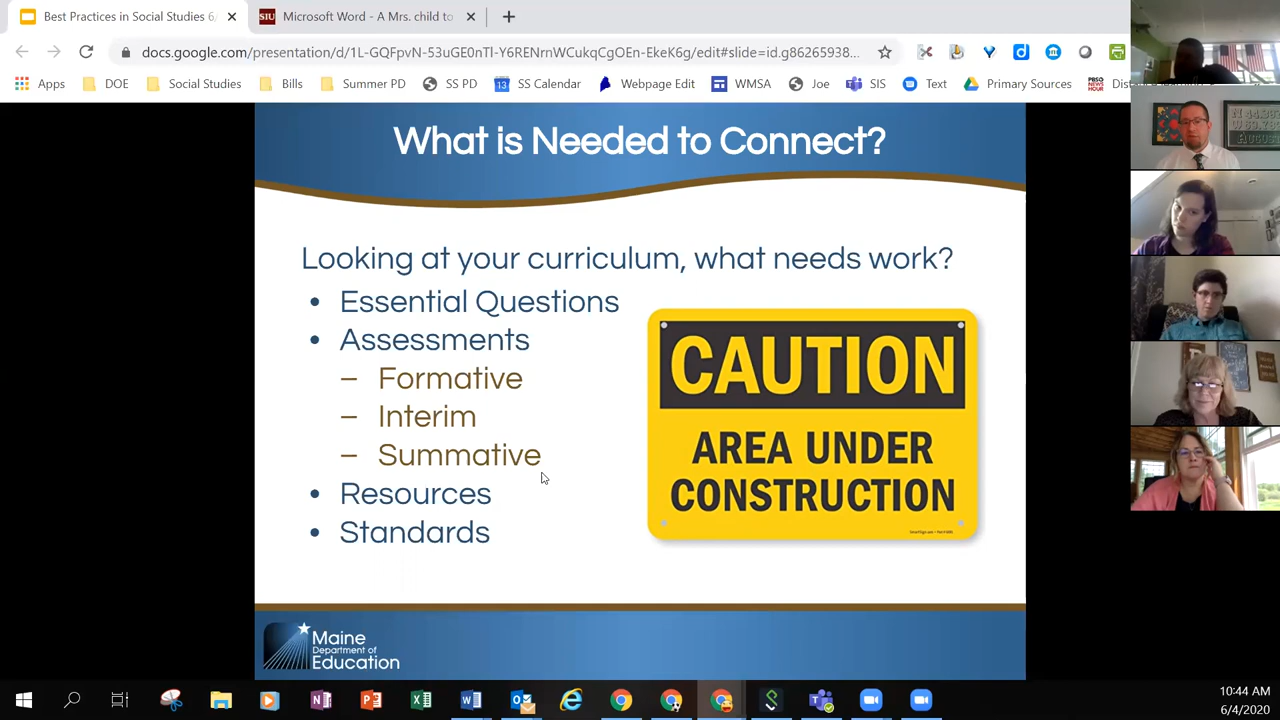 Best Practices in Social Studies 6
Microsoft Word - A Mrs. child to
docs.google.com/presentation/d/1L-GQFpvN-53uGE0nTl-Y6RENrnWCukqCgOEn-EkeK6g/edit#slide=id.g86265938...
Apps DOE Social Studies Bills Summer PD SS PD SS Calendar Webpage Edit WMSA Joe SIS Text Primary Sources
What is Needed to Connect?
Looking at your curriculum, what needs work?
• Essential Questions
• Assessments
– Formative
– Interim
– Summative
• Resources
• Standards
CAUTION
AREA UNDER
CONSTRUCTION
Maine
Department of
Education
10:44 AM
6/4/2020